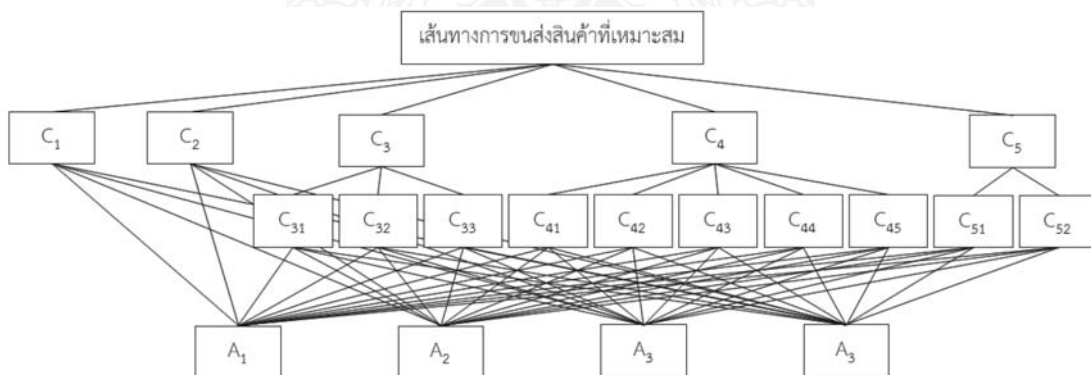 เส้นทางการขนส่งสินค้าที่เหมาะสม
C₁ C₂ C₃ C₄ C₅
C₃₁ C₃₂ C₃₃ C₄₁ C₄₂ C₄₃ C₄₄ C₄₅ C₅₁ C₅₂
A₁ A₂ A₃ A₃